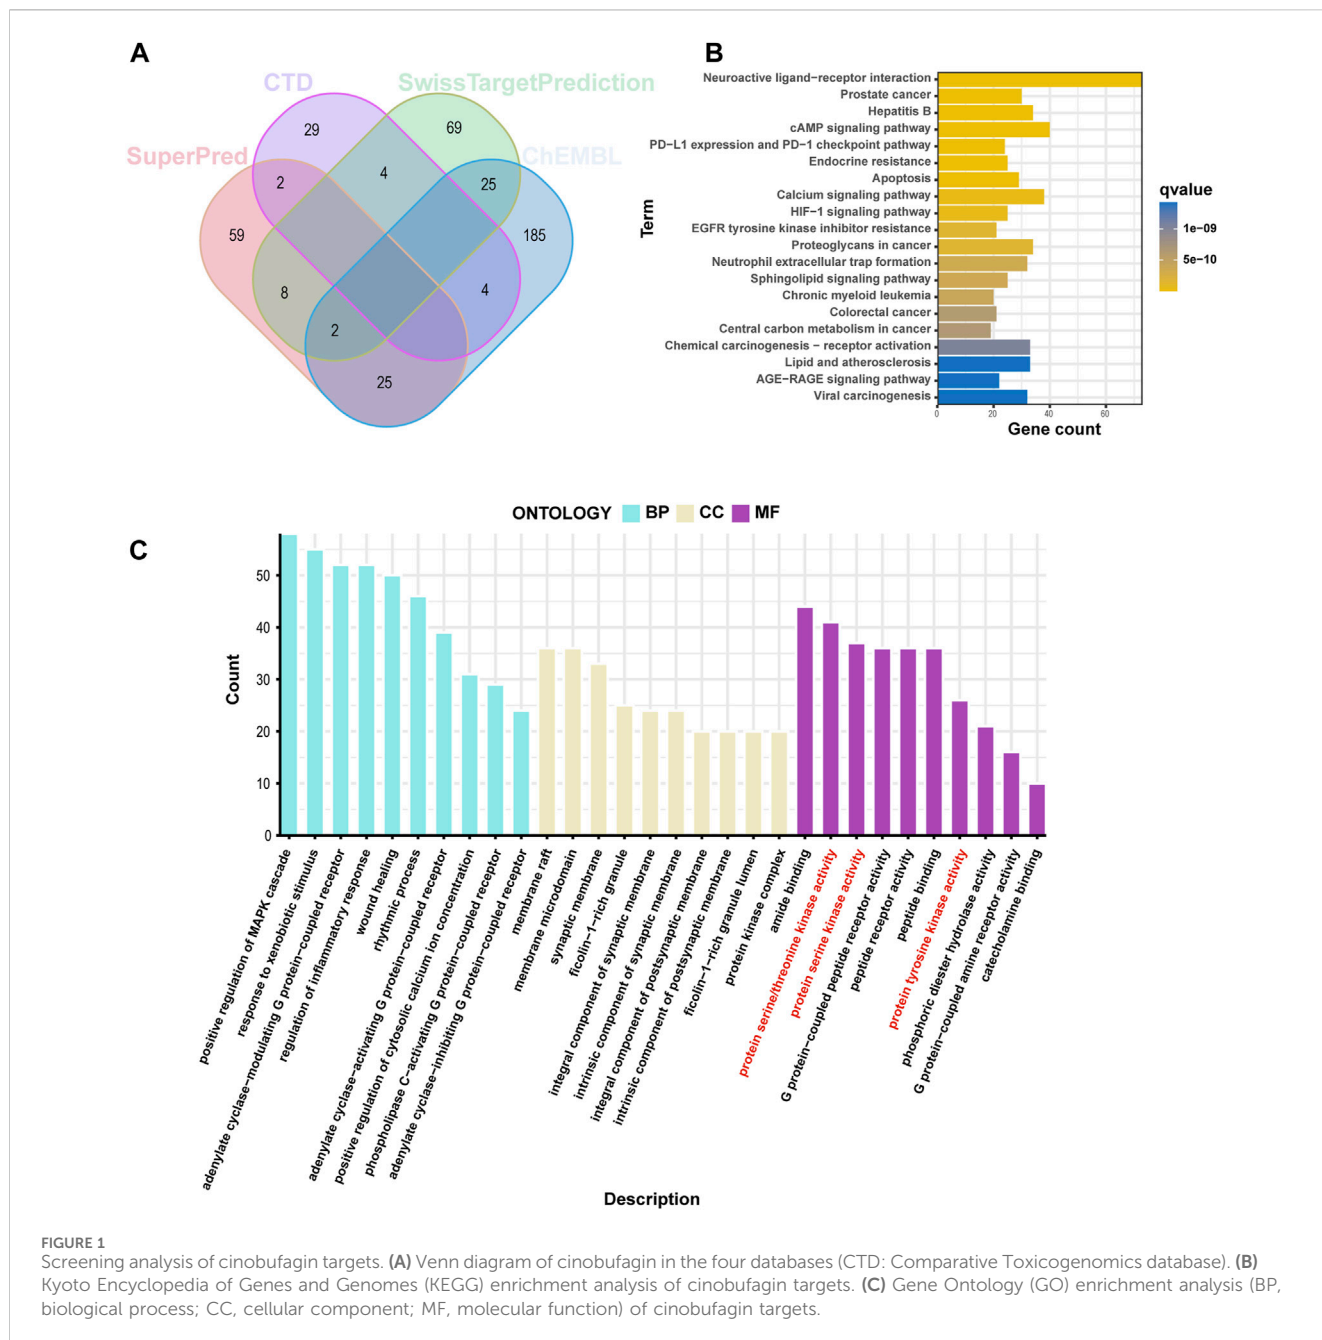 A
CTD
SwissTargetPrediction
SuperPred
ChEMBL
29
69
2
4
25
59
185
8
4
2
25
B
Neuroactive ligand−receptor interaction
Prostate cancer
Hepatitis B
cAMP signaling pathway
PD−L1 expression and PD−1 checkpoint pathway
Endocrine resistance
Apoptosis
Calcium signaling pathway
HIF−1 signaling pathway
EGFR tyrosine kinase inhibitor resistance
Proteoglycans in cancer
Neutrophil extracellular trap formation
Sphingolipid signaling pathway
Chronic myeloid leukemia
Colorectal cancer
Central carbon metabolism in cancer
Chemical carcinogenesis − receptor activation
Lipid and atherosclerosis
AGE−RAGE signaling pathway
Viral carcinogenesis
Term
0 20 40 60
Gene count
qvalue
1e−09
5e−10
C
ONTOLOGY BP CC MF
Count
50
40
30
20
10
0
positive regulation of MAPK cascade
response to xenobiotic stimulus
adenylate cyclase−modulating G protein−coupled receptor
regulation of inflammatory response
wound healing
rhythmic process
adenylate cyclase−activating G protein−coupled receptor
positive regulation of cytosolic calcium ion concentration
phospholipase C−activating G protein−coupled receptor
adenylate cyclase−inhibiting G protein−coupled receptor
membrane raft
membrane microdomain
synaptic membrane
ficolin−1−rich granule
integral component of synaptic membrane
intrinsic component of synaptic membrane
integral component of postsynaptic membrane
intrinsic component of postsynaptic membrane
ficolin−1−rich granule lumen
protein kinase complex
amide binding
protein serine/threonine kinase activity
protein serine kinase activity
G protein−coupled peptide receptor activity
peptide receptor activity
peptide binding
protein tyrosine kinase activity
phosphoric diester hydrolase activity
G protein−coupled amine receptor activity
catecholamine binding
Description
FIGURE 1
Screening analysis of cinobufagin targets. (A) Venn diagram of cinobufagin in the four databases (CTD: Comparative Toxicogenomics database). (B)
Kyoto Encyclopedia of Genes and Genomes (KEGG) enrichment analysis of cinobufagin targets. (C) Gene Ontology (GO) enrichment analysis (BP,
biological process; CC, cellular component; MF, molecular function) of cinobufagin targets.